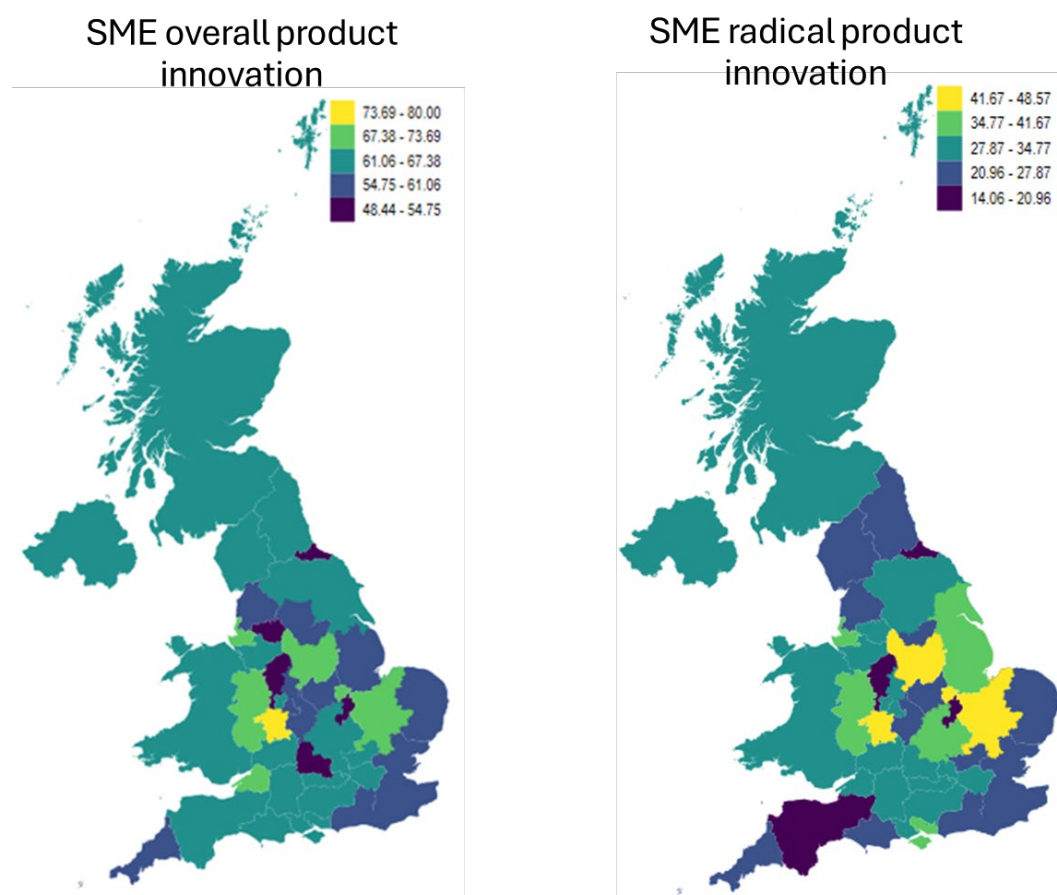 SME overall product
innovation
73.69 - 80.00
67.38 - 73.69
61.06 - 67.38
54.75 - 61.06
48.44 - 54.75
SME radical product
innovation
41.67 - 48.57
34.77 - 41.67
27.87 - 34.77
20.96 - 27.87
14.06 - 20.96